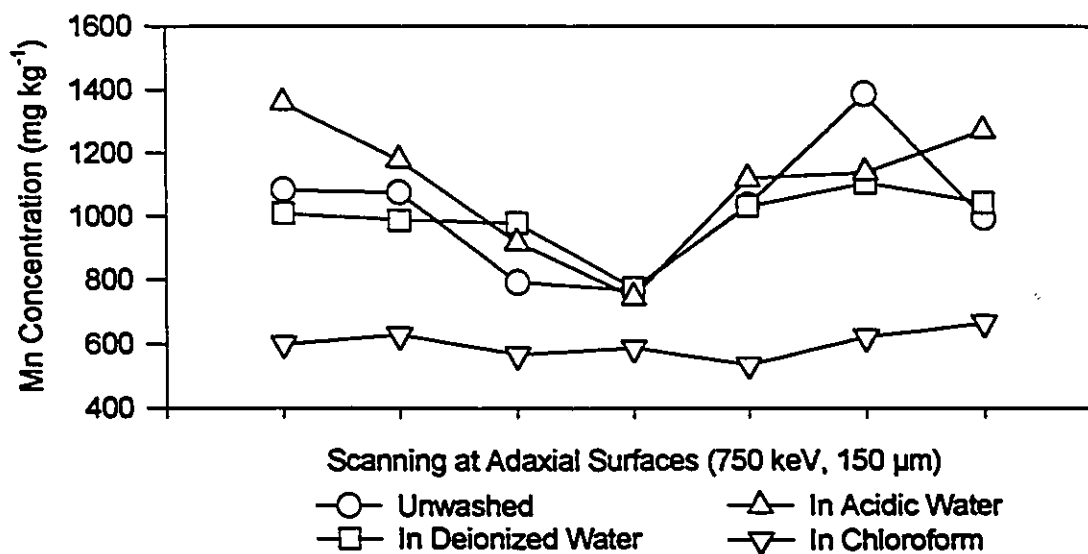 1600
1400
1200
1000
800
600
400
Mn Concentration (mg kg⁻¹)
Scanning at Adaxial Surfaces (750 keV, 150 µm)
Unwashed
In Acidic Water
In Deionized Water
In Chloroform